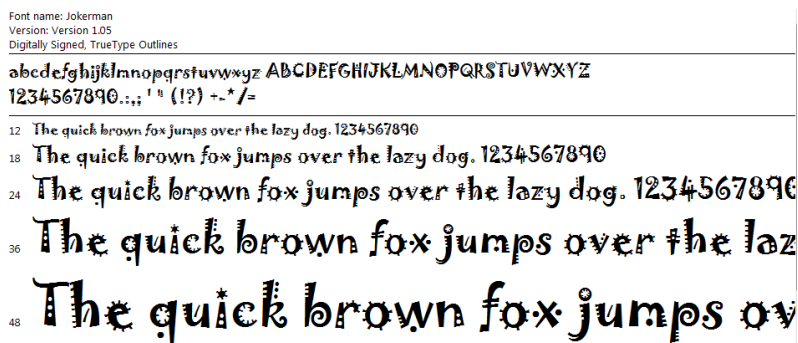 Font name: Jokerman
Version: Version 1.05
Digitally Signed, TrueType Outlines
abcdefghijklmnopqrstuvwxyz ABCDEFGHIJKLMNOPQRSTUVWXYZ
1234567890.:,; ' " (!?) +-*/=
12 The quick brown fox jumps over the lazy dog. 1234567890
18 The quick brown fox jumps over the lazy dog. 1234567890
24 The quick brown fox jumps over the lazy dog. 1234567890
36 The quick brown fox jumps over the laz
48 The quick brown fox jumps ov